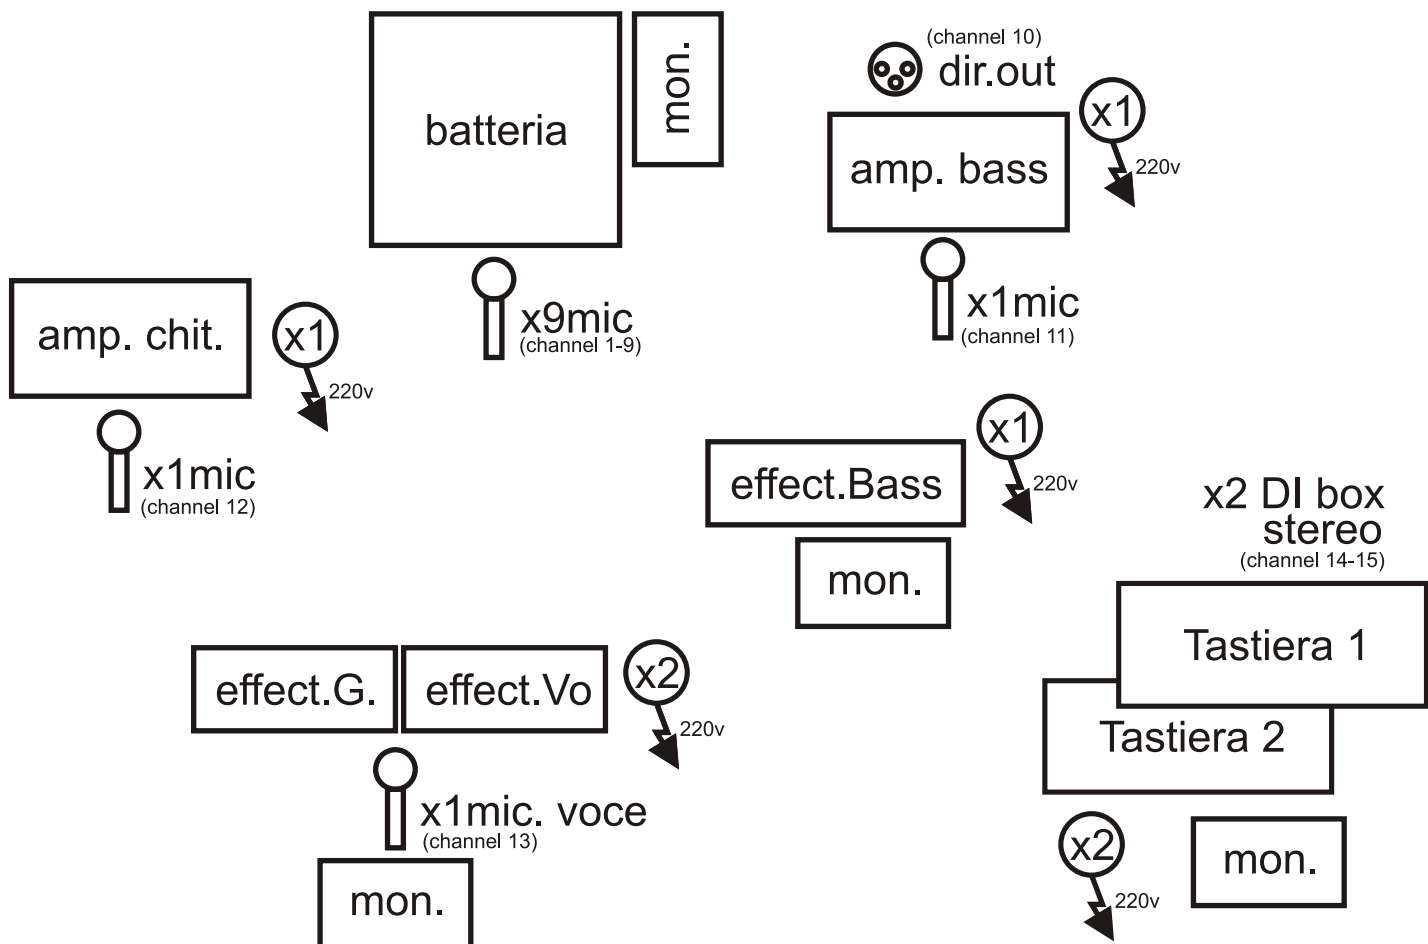 batteria
mon.
(channel 10)
dir.out
x1
220v
amp. bass
x9mic
(channel 1-9)
x1mic
(channel 11)
amp. chit.
x1
220v
x1mic
(channel 12)
effect.Bass
x1
220v
mon.
x2 DI box
stereo
(channel 14-15)
Tastiera 1
Tastiera 2
x2
220v
mon.
effect.G.
effect.Vo
x2
220v
x1mic. voce
(channel 13)
mon.